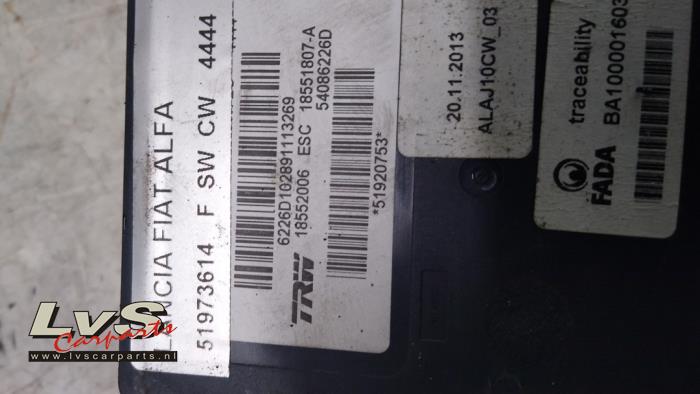 LANCIA FIAT ALFA
51973614 F SW CW 4444
6226D102891113269
18552006 ESC 18551807-A
54086226D
TRW
*51920753*
20.11.2013
ALAJ10CW_03
traceability
BA100001603
FADA
LvS
Carparts
www.lvscarparts.nl